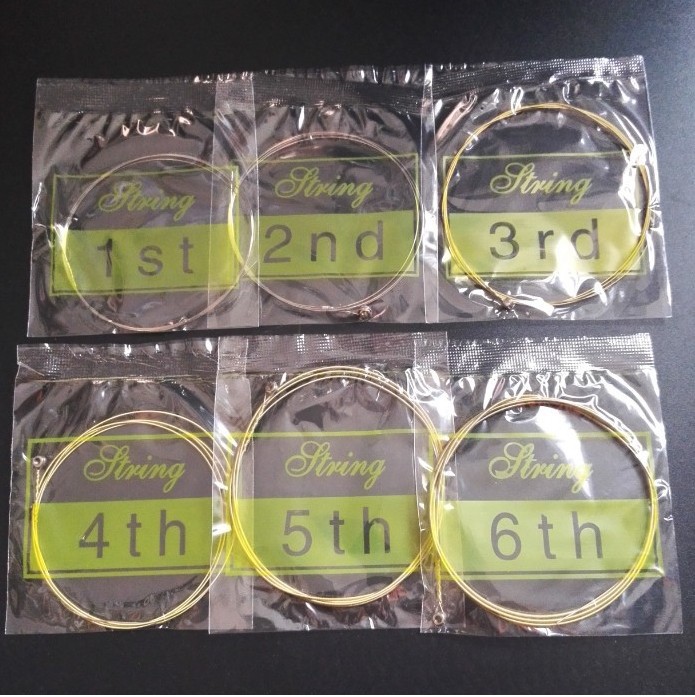 String
1st
String
2nd
String
3rd
String
4th
String
5th
String
6th